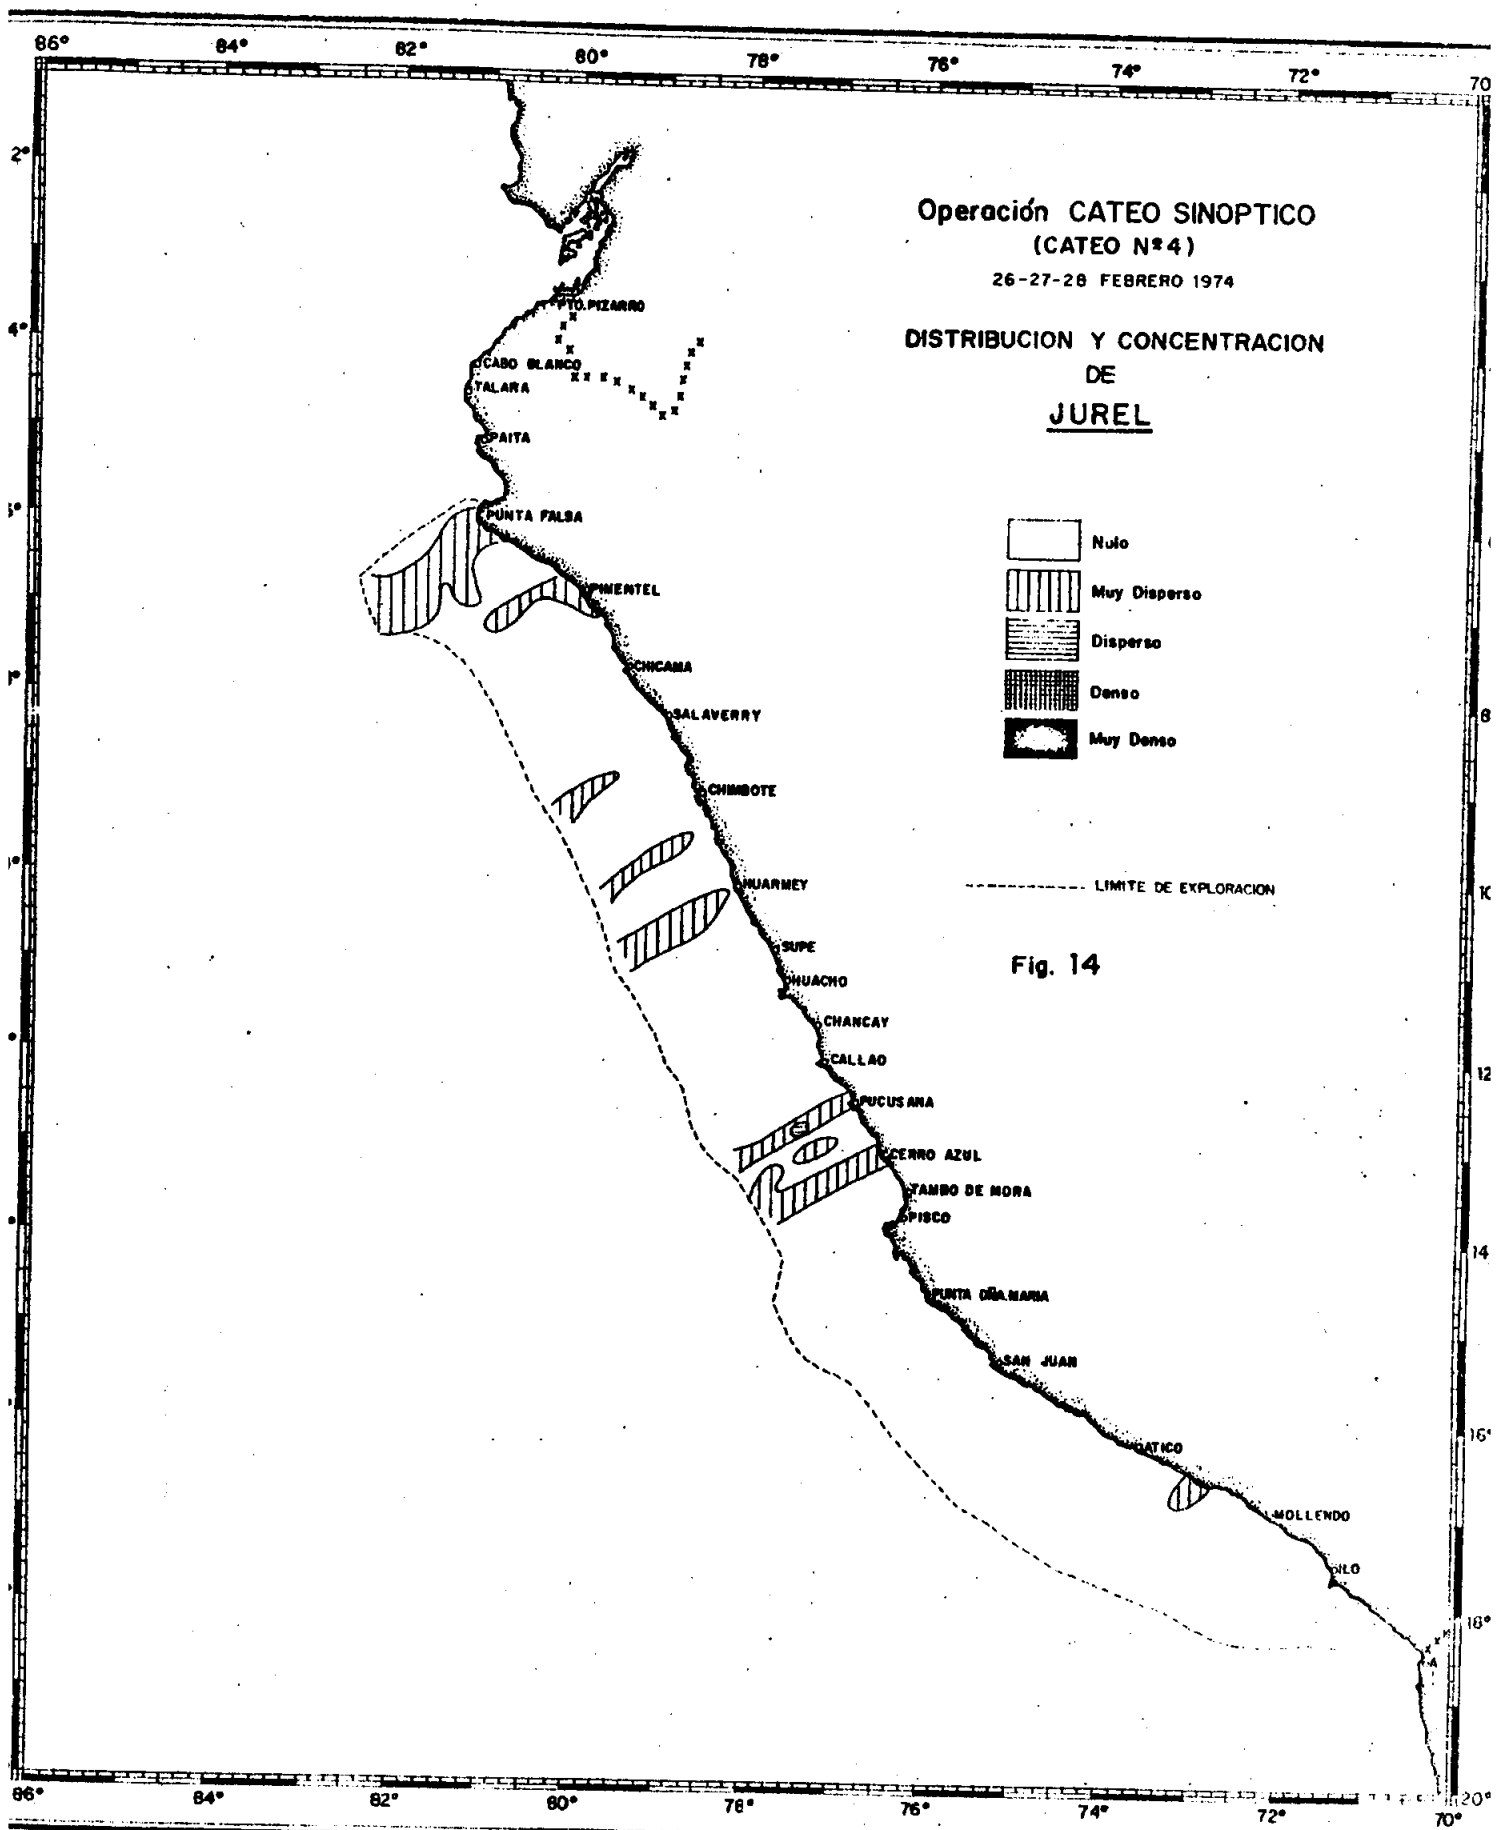 86° 84° 82° 80° 78° 76° 74° 72° 70
2°
Operación CATEO SINOPTICO
(CATEO Nº 4)
26-27-28 FEBRERO 1974
PTO. PIZARRO
4°
DISTRIBUCION Y CONCENTRACION
DE
JUREL
CABO BLANCO
TALARA
PAITA
PUNTA FALSA
Nulo
PIMENTEL
Muy Disperso
Disperso
CHICAMA
Denso
SALAVERRY
8
Muy Denso
CHIMBOTE
HUARMEY
LIMITE DE EXPLORACION
10
SUPE
Fig. 14
HUACHO
CHANCAY
CALLAO
12
PUCUSANA
CERRO AZUL
TAMBO DE MORA
PISCO
14
PUNTA DÑA. MARIA
SAN JUAN
16°
ATICO
MOLLENDO
ILO
18°
A
20°
86° 84° 82° 80° 78° 76° 74° 72° 70°